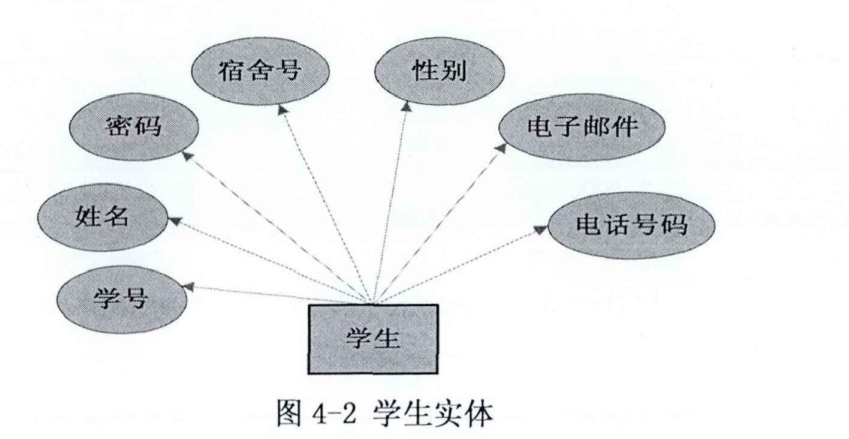 宿舍号
性别
密码
电子邮件
姓名
电话号码
学号
学生
图 4-2 学生实体